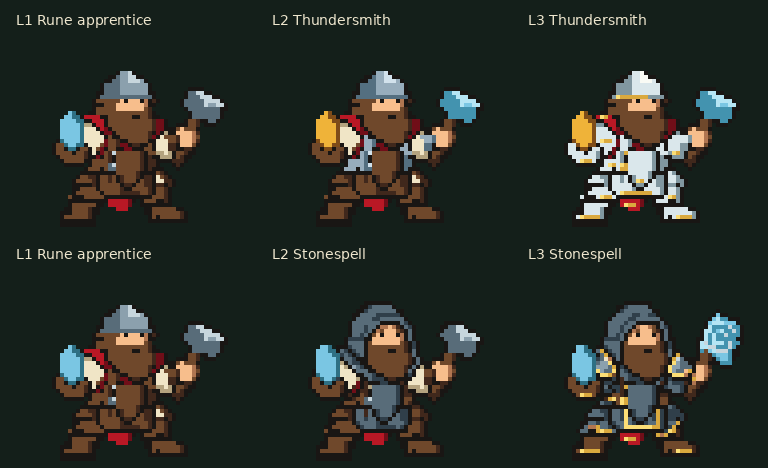 L1 Rune apprentice
L2 Thundersmith
L3 Thundersmith
L1 Rune apprentice
L2 Stonespell
L3 Stonespell